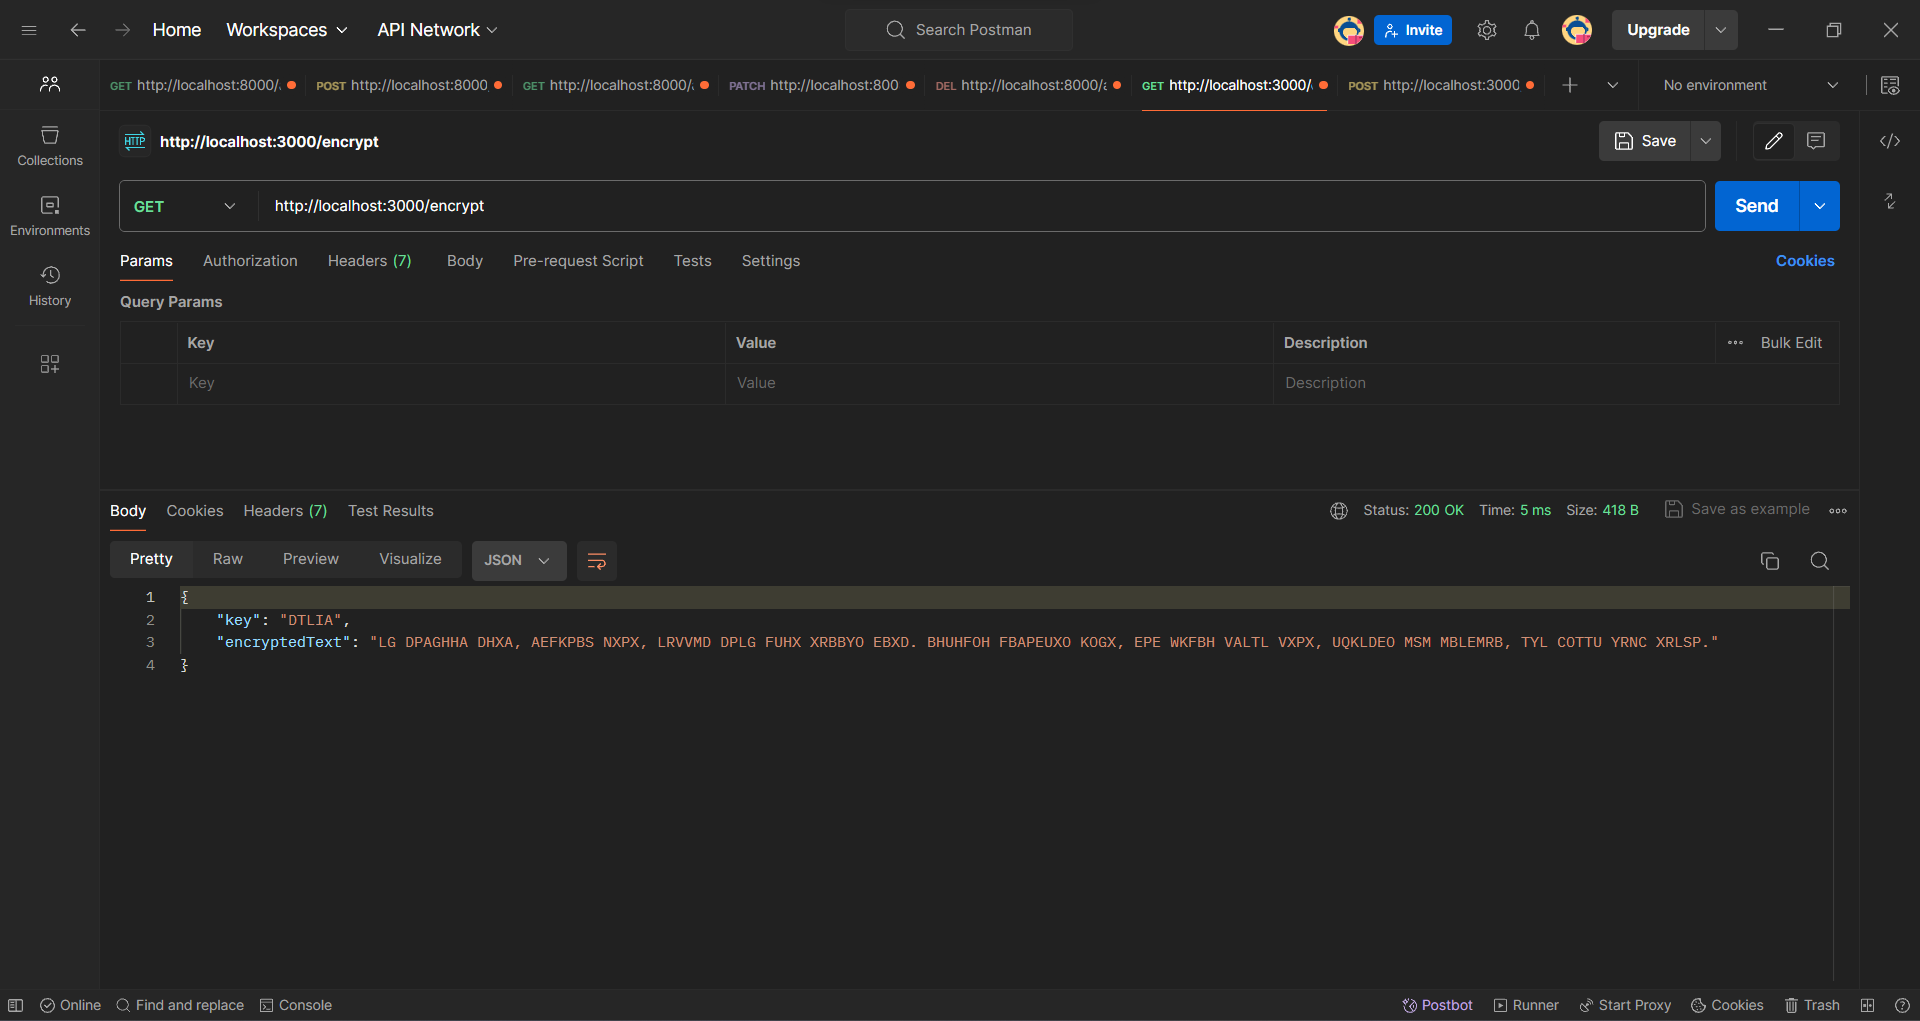 Home Workspaces API Network Search Postman Invite Upgrade
GET http://localhost:8000/. POST http://localhost:8000, GET http://localhost:8000/. PATCH http://localhost:800 DEL http://localhost:8000/a GET http://localhost:3000/ POST http://localhost:3000 No environment
HTTP http://localhost:3000/encrypt Save
Collections
GET http://localhost:3000/encrypt Send
Environments
Params Authorization Headers (7) Body Pre-request Script Tests Settings Cookies
History
Query Params
Key Value Description Bulk Edit
Key Value Description
Body Cookies Headers (7) Test Results Status: 200 OK Time: 5 ms Size: 418 B Save as example
Pretty Raw Preview Visualize JSON
1 {
2 "key": "DTLIA",
3 "encryptedText": "LG DPAGHHA DHXA, AEFKPBS NXPX, LRVVMD DPLG FUHX XRBBYO EBXD. BHUHFOH FBAPEUXO KOGX, EPE WKFBH VALTL VXPX, UQKLDEO MSM MBLEMRB, TYL COTTU YRNC XRLSP."
4 }
Online Find and replace Console Postbot Runner Start Proxy Cookies Trash